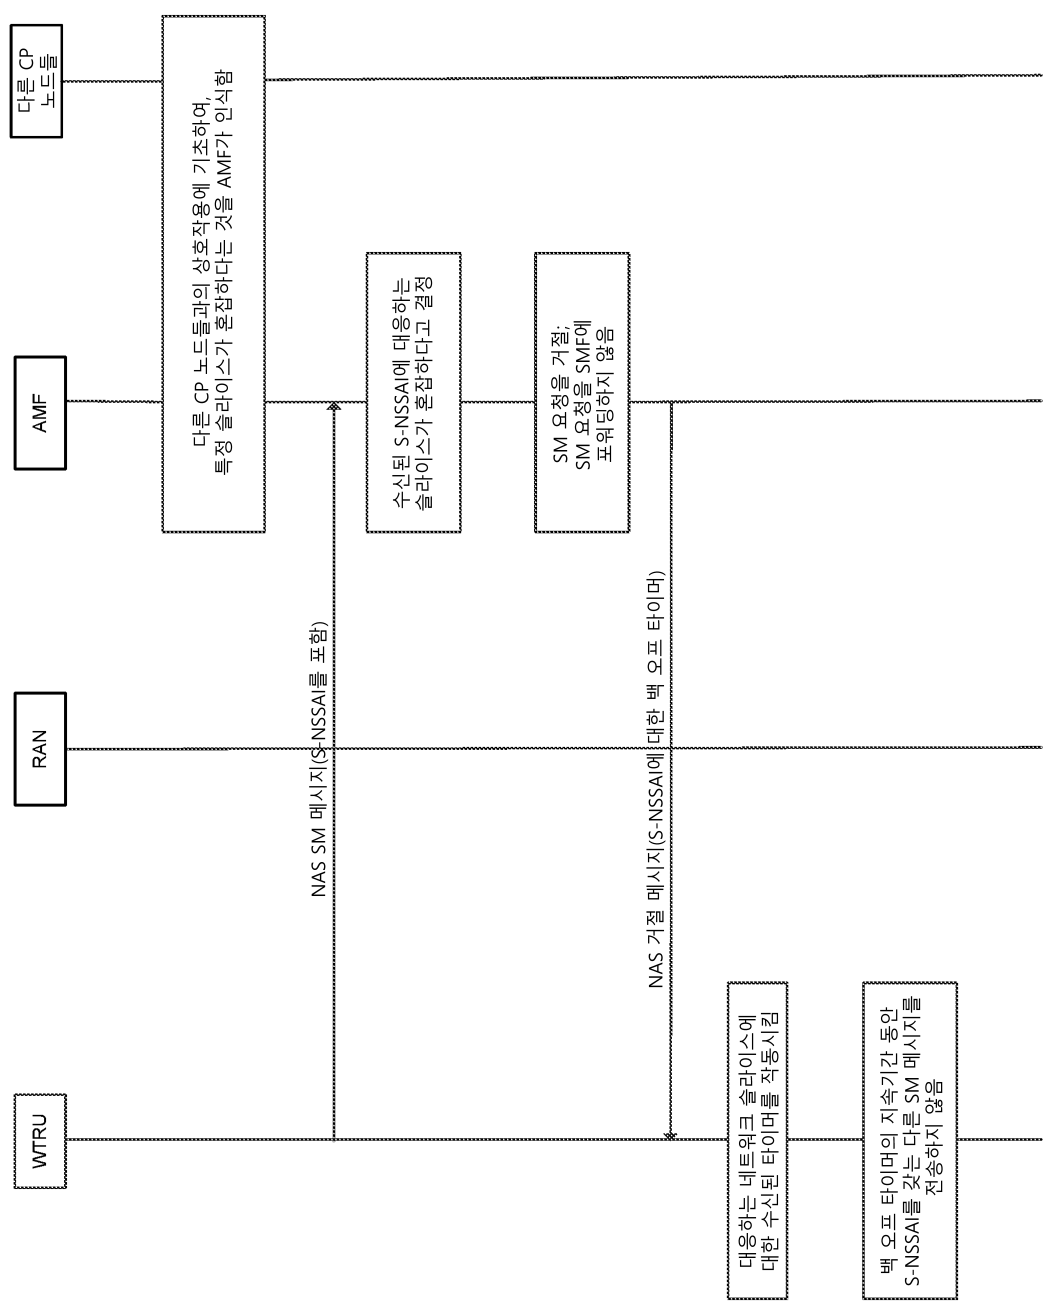 WTRU
RAN
AMF
다른 CP
노드들
다른 CP 노드들과의 상호작용에 기초하여,
특정 슬라이스가 혼잡하다는 것을 AMF가 인식함
NAS SM 메시지(S-NSSAI를 포함)
수신된 S-NSSAI에 대응하는
슬라이스가 혼잡하다고 결정
SM 요청을 거절;
SM 요청을 SMF에
포워딩하지 않음
NAS 거절 메시지(S-NSSAI에 대한 백 오프 타이머)
대응하는 네트워크 슬라이스에
대한 수신된 타이머를 작동시킴
백 오프 타이머의 지속기간 동안
S-NSSAI를 갖는 다른 SM 메시지를
전송하지 않음